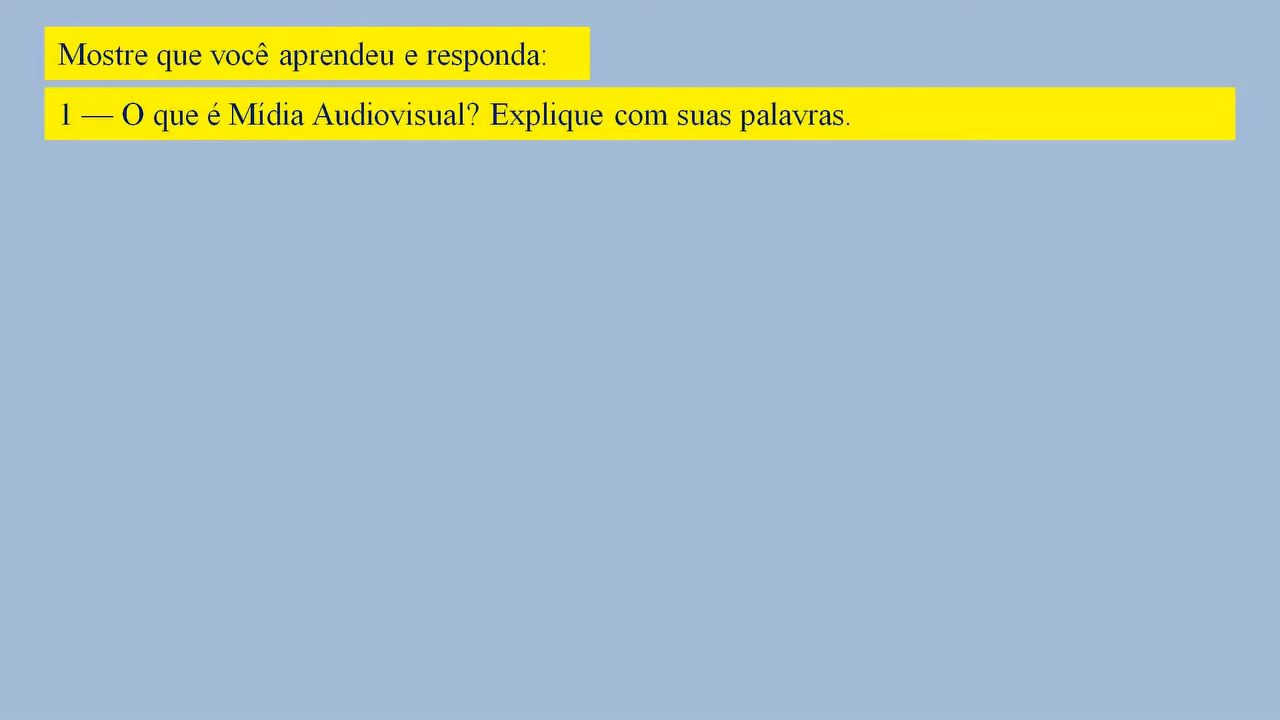 Mostre que você aprendeu e responda:
1 — O que é Mídia Audiovisual? Explique com suas palavras.